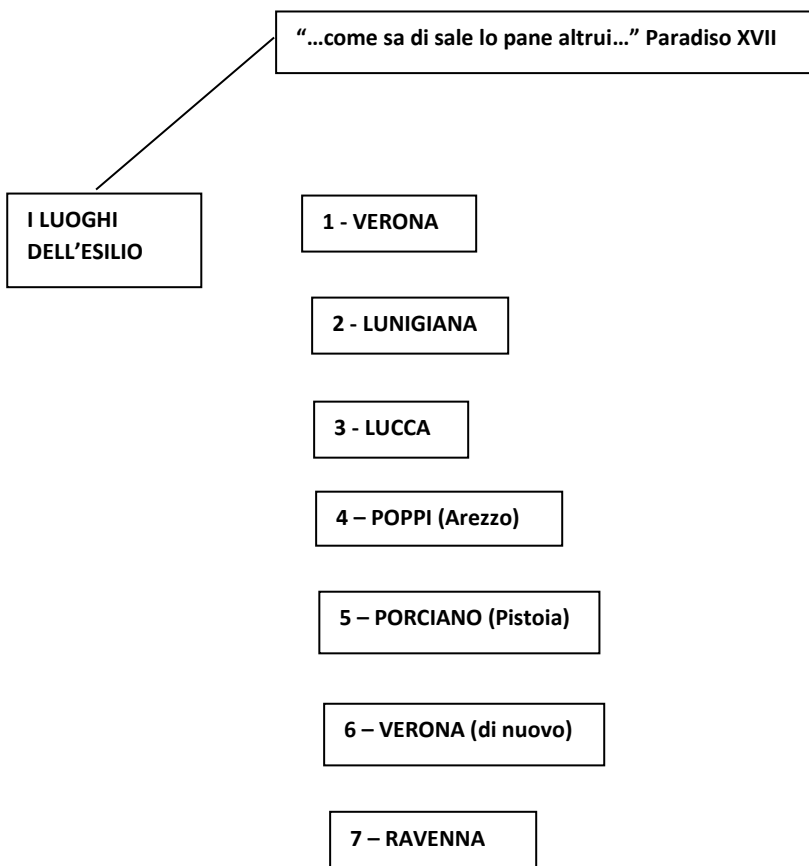 “…come sa di sale lo pane altrui…” Paradiso XVII
I LUOGHI
DELL’ESILIO
1 - VERONA
2 - LUNIGIANA
3 - LUCCA
4 – POPPI (Arezzo)
5 – PORCIANO (Pistoia)
6 – VERONA (di nuovo)
7 – RAVENNA